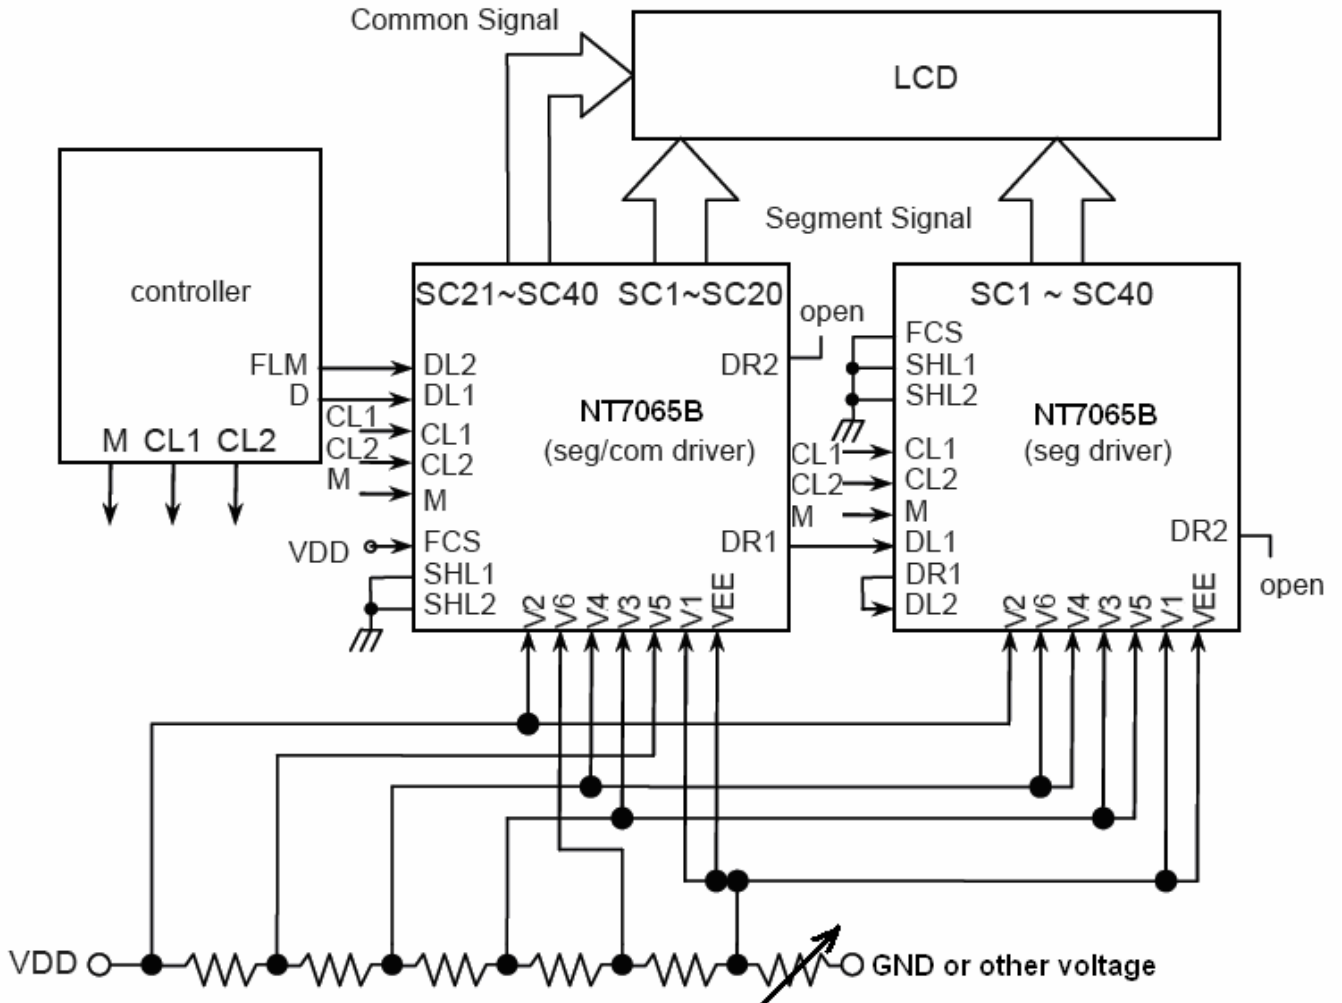 Common Signal
LCD
Segment Signal
controller
FLM
D
M CL1 CL2
CL1
CL2
M
VDD
SC21~SC40 SC1~SC20
DL2
DL1
CL1
CL2
M
FCS
SHL1
SHL2
NT7065B
(seg/com driver)
DR2
open
DR1
V2 V6 V4 V3 V5 V1 VEE
CL1
CL2
M
SC1 ~ SC40
FCS
SHL1
SHL2
CL1
CL2
M
DL1
DR1
DL2
NT7065B
(seg driver)
DR2
open
V2 V6 V4 V3 V5 V1 VEE
VDD
GND or other voltage